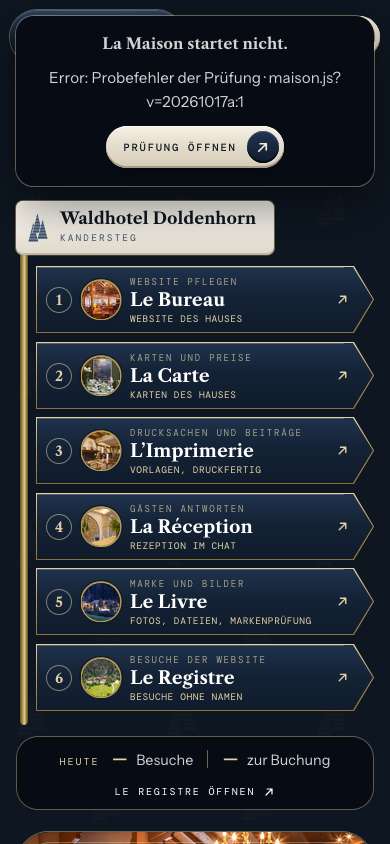 La Maison startet nicht.
Error: Probefehler der Prüfung · maison.js?
v=20261017a:1
PRÜFUNG ÖFFNEN
Waldhotel Doldenhorn
KANDERSTEG
1
WEBSITE PFLEGEN
Le Bureau
WEBSITE DES HAUSES
2
KARTEN UND PREISE
La Carte
KARTEN DES HAUSES
3
DRUCKSACHEN UND BEITRÄGE
L’Imprimerie
VORLAGEN, DRUCKFERTIG
4
GÄSTEN ANTWORTEN
La Réception
REZEPTION IM CHAT
5
MARKE UND BILDER
Le Livre
FOTOS, DATEIEN, MARKENPRÜFUNG
6
BESUCHE DER WEBSITE
Le Registre
BESUCHE OHNE NAMEN
HEUTE — Besuche — zur Buchung
LE REGISTRE ÖFFNEN